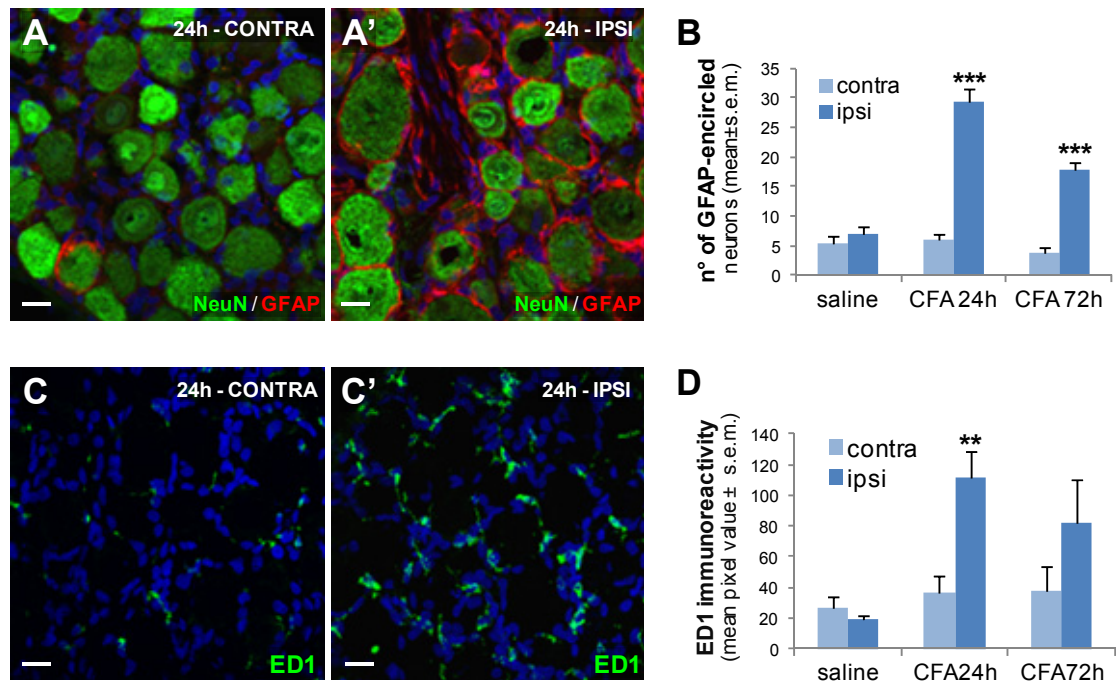 A
24h - CONTRA
NeuN / GFAP
A'
24h - IPSI
B
n° of GFAP-encircled
neurons (mean±s.e.m.)
35
30
25
20
15
10
5
0
contra
ipsi
***
***
saline
CFA 24h
CFA 72h
C
24h - CONTRA
ED1
C'
24h - IPSI
ED1
D
ED1 immunoreactivity
(mean pixel value± s.e.m.)
140
120
100
80
60
40
20
0
contra
ipsi
**
saline
CFA24h
CFA72h